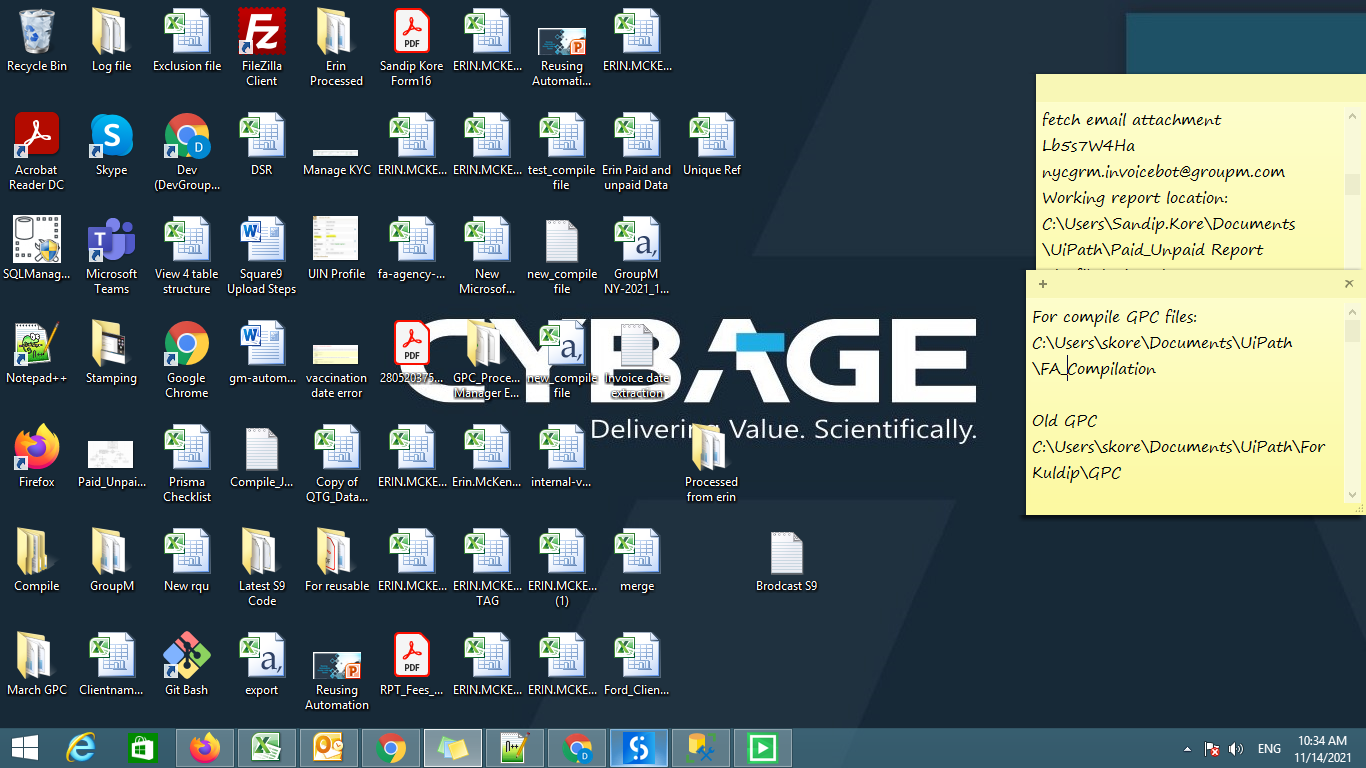 Recycle Bin
Log file
Exclusion file
FileZilla
Client
Erin
Processed
Sandip Kore
Form16
ERIN.MCKE...
Reusing
Automati...
ERIN.MCKE...
Acrobat
Reader DC
Skype
Dev
(DevGroup...
DSR
Manage KYC
ERIN.MCKE...
ERIN.MCKE...
test_compile
file
Erin Paid and
unpaid Data
Unique Ref
SQLManag...
Microsoft
Teams
View 4 table
structure
Square9
Upload Steps
UIN Profile
fa-agency-...
New
Microsof...
new_compile
file
GroupM
NY-2021_1...
Notepad++
Stamping
Google
Chrome
gm-autom...
vaccination
date error
280520375...
GPC_Proce...
Manager E...
new_compile
file
Invoice date
extraction
CYBAGE
Delivering Value. Scientifically.
Firefox
Paid_Unpai...
Prisma
Checklist
Compile_J...
Copy of
QTG_Data...
ERIN.MCKE...
Erin.McKen...
internal-v...
Processed
from erin
Compile
GroupM
New rqu
Latest S9
Code
For reusable
ERIN.MCKE...
ERIN.MCKE...
TAG
ERIN.MCKE...
(1)
merge
Brodcast S9
March GPC
Clientnam...
Git Bash
export
Reusing
Automation
RPT_Fees_...
ERIN.MCKE...
ERIN.MCKE...
Ford_Clien...
fetch email attachment
Lb5s7W4Ha
nycgrm.invoicebot@groupm.com
Working report location:
C:\Users\Sandip.Kore\Documents
\UiPath\Paid_Unpaid Report
For compile GPC files:
C:\Users\skore\Documents\UiPath
\FA_Compilation
Old GPC
C:\Users\skore\Documents\UiPath\For
Kuldip\GPC
ENG
10:34 AM
11/14/2021